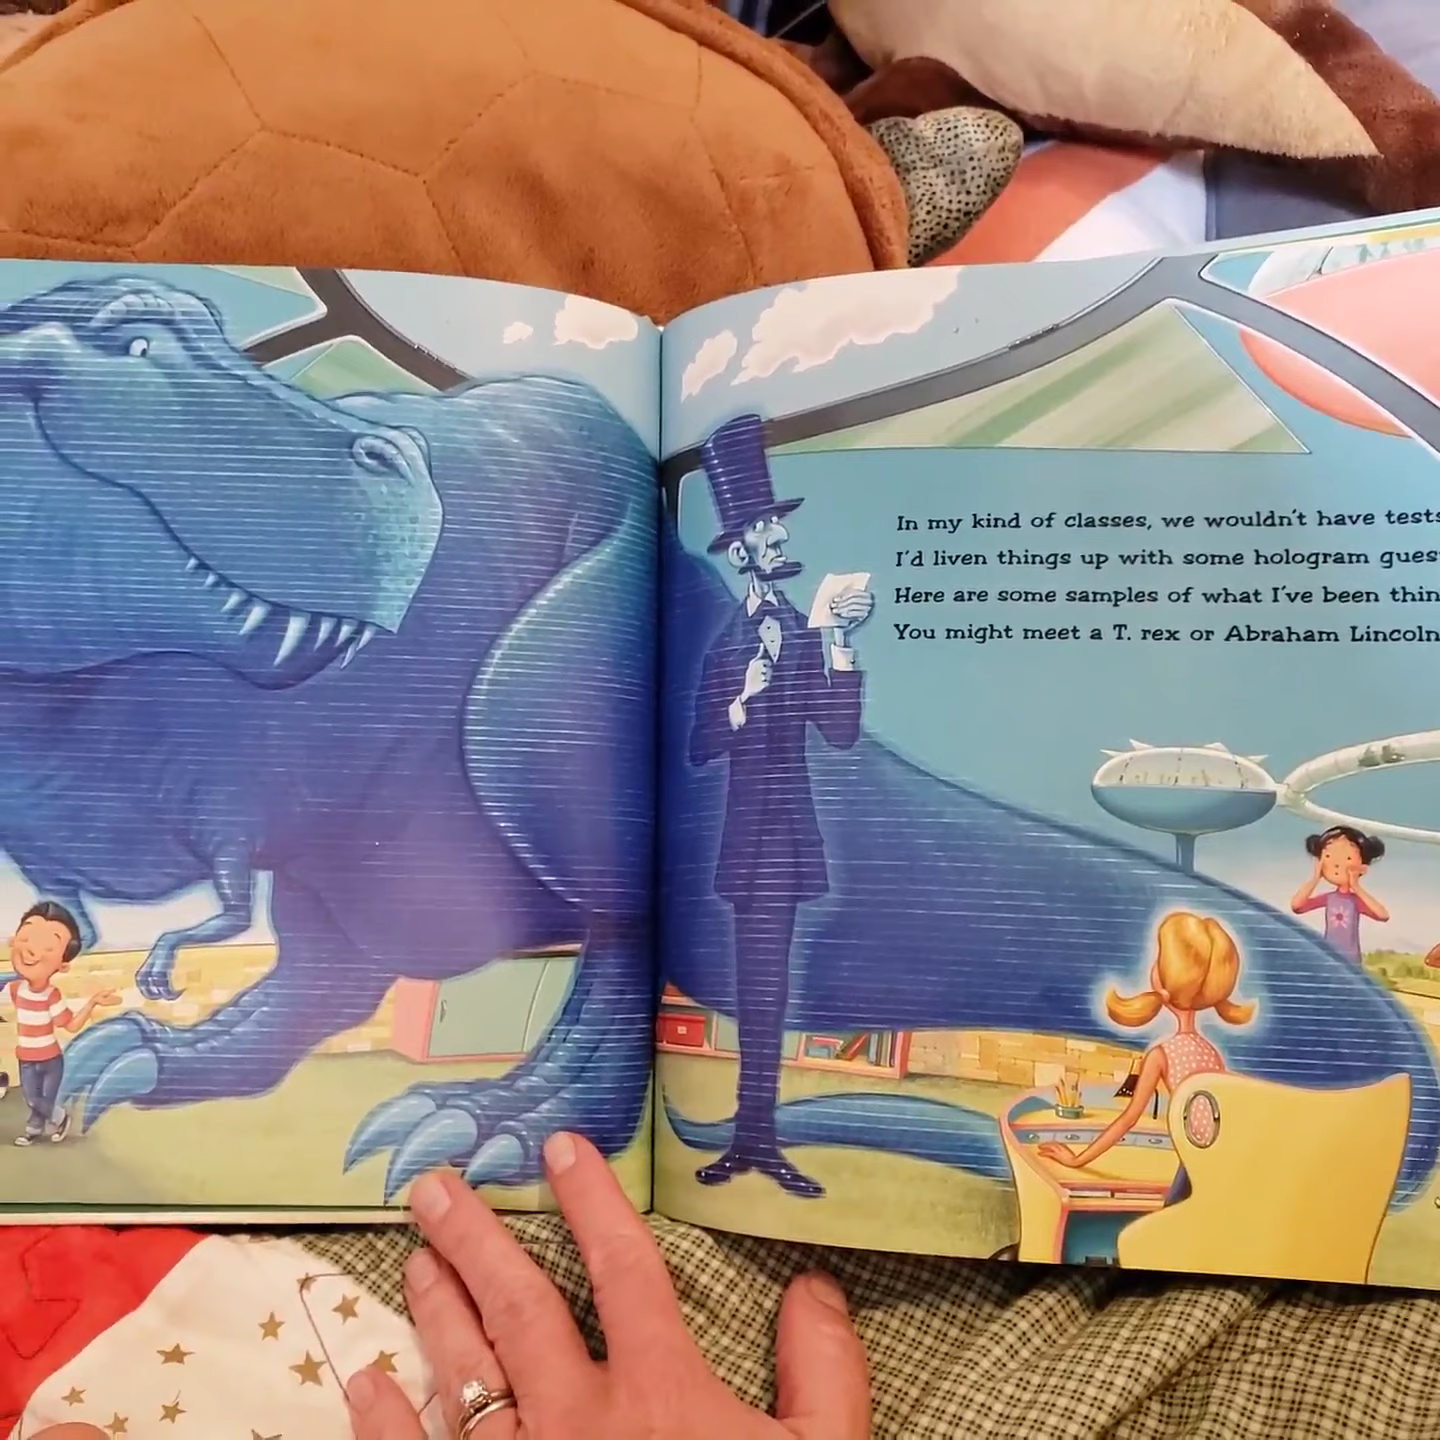 In my kind of classes, we wouldn't have tests
I'd liven things up with some hologram gues
Here are some samples of what I've been thin
You might meet a T. rex or Abraham Lincoln